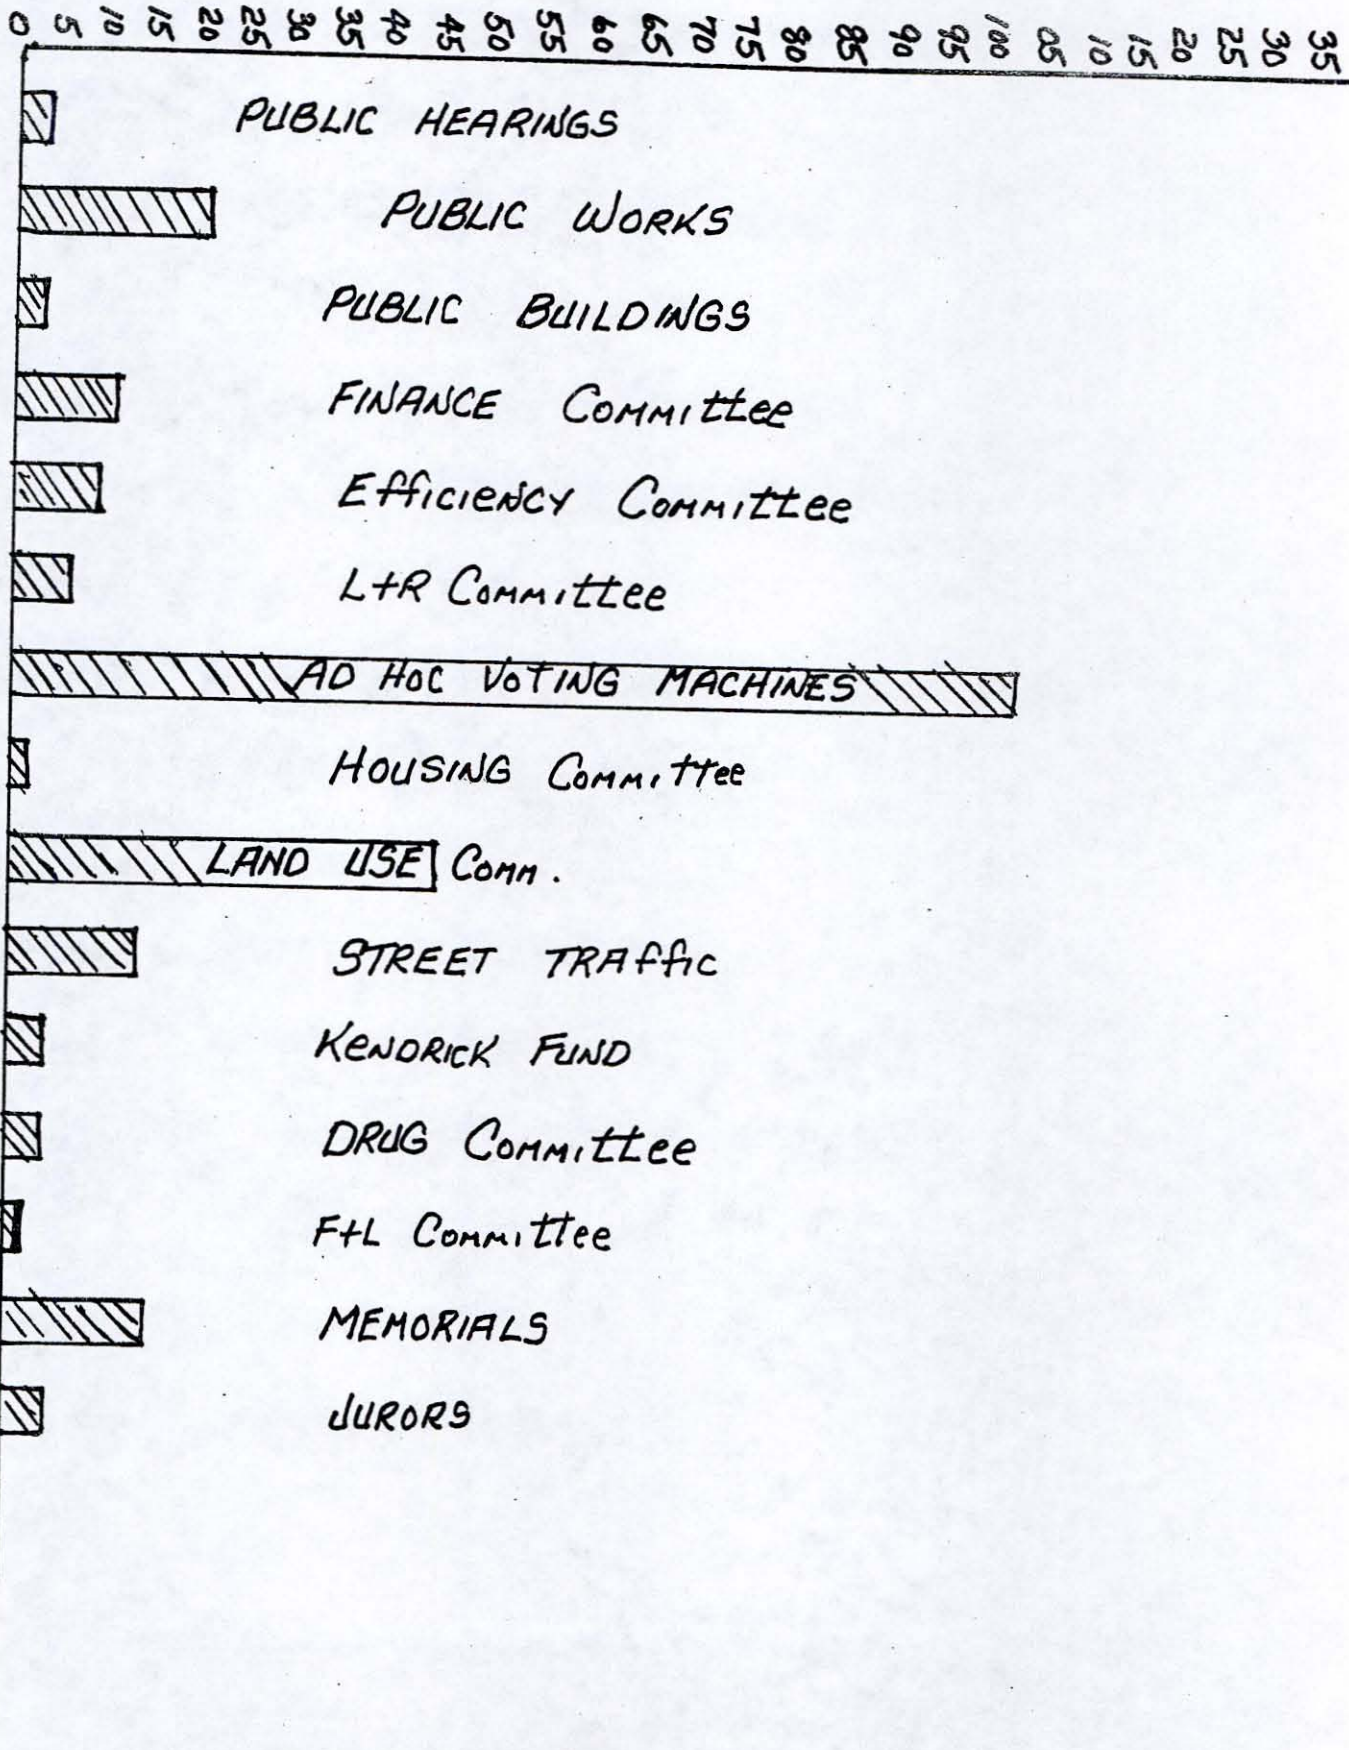 0 5 10 15 20 25 30 35 40 45 50 55 60 65 70 75 80 85 90 95 100 05 10 15 20 25 30 35
PUBLIC HEARINGS
PUBLIC WORKS
PUBLIC BUILDINGS
FINANCE Committee
Efficiency Committee
L+R Committee
AD HOC VOTING MACHINES
HOUSING Committee
LAND USE Comm.
STREET TRAffic
KENDRICK FUND
DRUG Committee
F+L Committee
MEMORIALS
JURORS